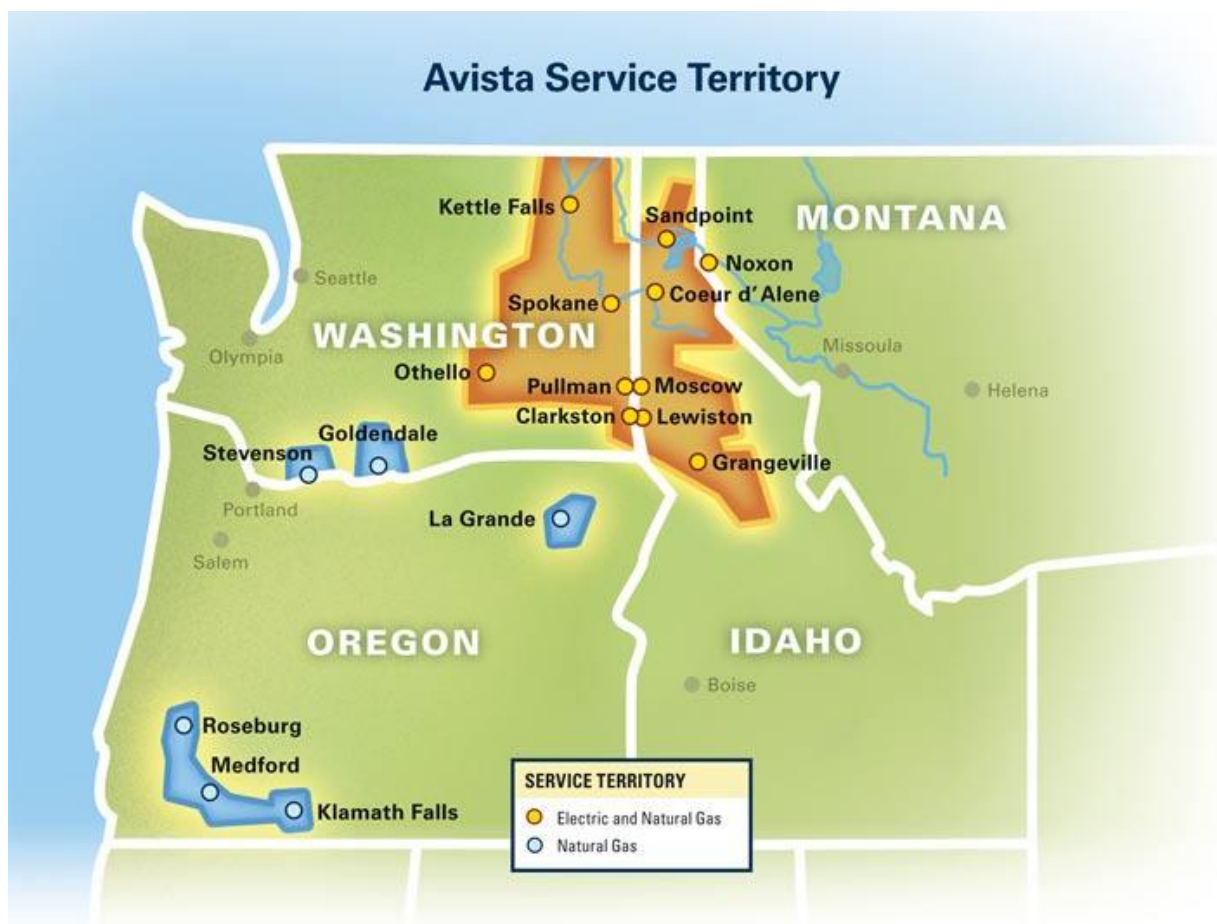 Avista Service Territory
Kettle Falls
Sandpoint
MONTANA
Noxon
Seattle
Coeur d'Alene
Spokane
WASHINGTON
Olympia
Missoula
Othello
Pullman
Moscow
Helena
Clarkston
Lewiston
Goldendale
Stevenson
Grangeville
Portland
La Grande
Salem
OREGON
IDAHO
Boise
Roseburg
Medford
Klamath Falls
SERVICE TERRITORY
Electric and Natural Gas
Natural Gas